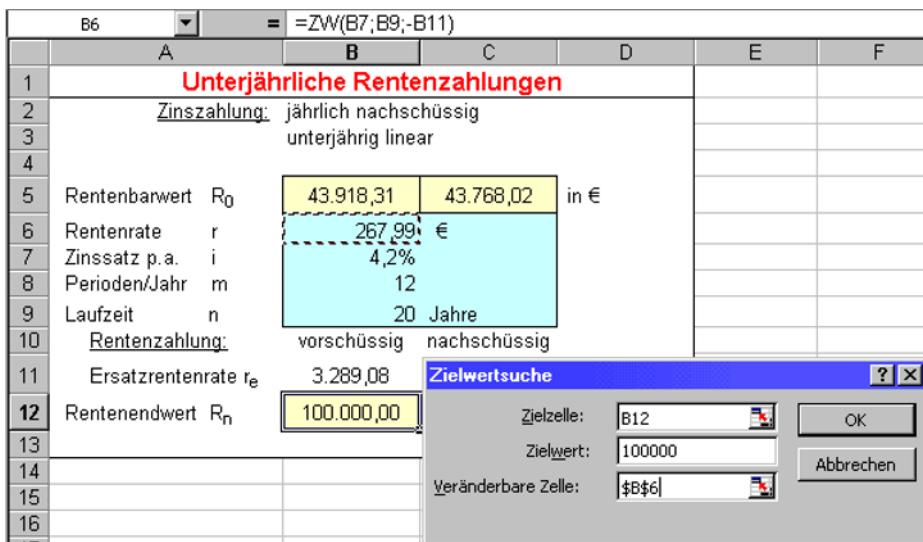 B6 = =ZW(B7;B9;-B11)
A B C D E F
1 Unterjährliche Rentenzahlungen
2 Zinszahlung: jährlich nachschüssig
3 unterjährig linear
4
5 Rentenbarwert R0 43.918,31 43.768,02 in €
6 Rentenrate r 267,99 €
7 Zinssatz p.a. i 4,2%
8 Perioden/Jahr m 12
9 Laufzeit n 20 Jahre
10 Rentenzahlung: vorschüssig nachschüssig
11 Ersatzrentenrate re 3.289,08
12 Rentenendwert Rn 100.000,00
13
14
15
16
Zielwertsuche ? ×
Zielzelle: B12 OK
Zielwert: 100000
Abbrechen
Veränderbare Zelle: $B$6